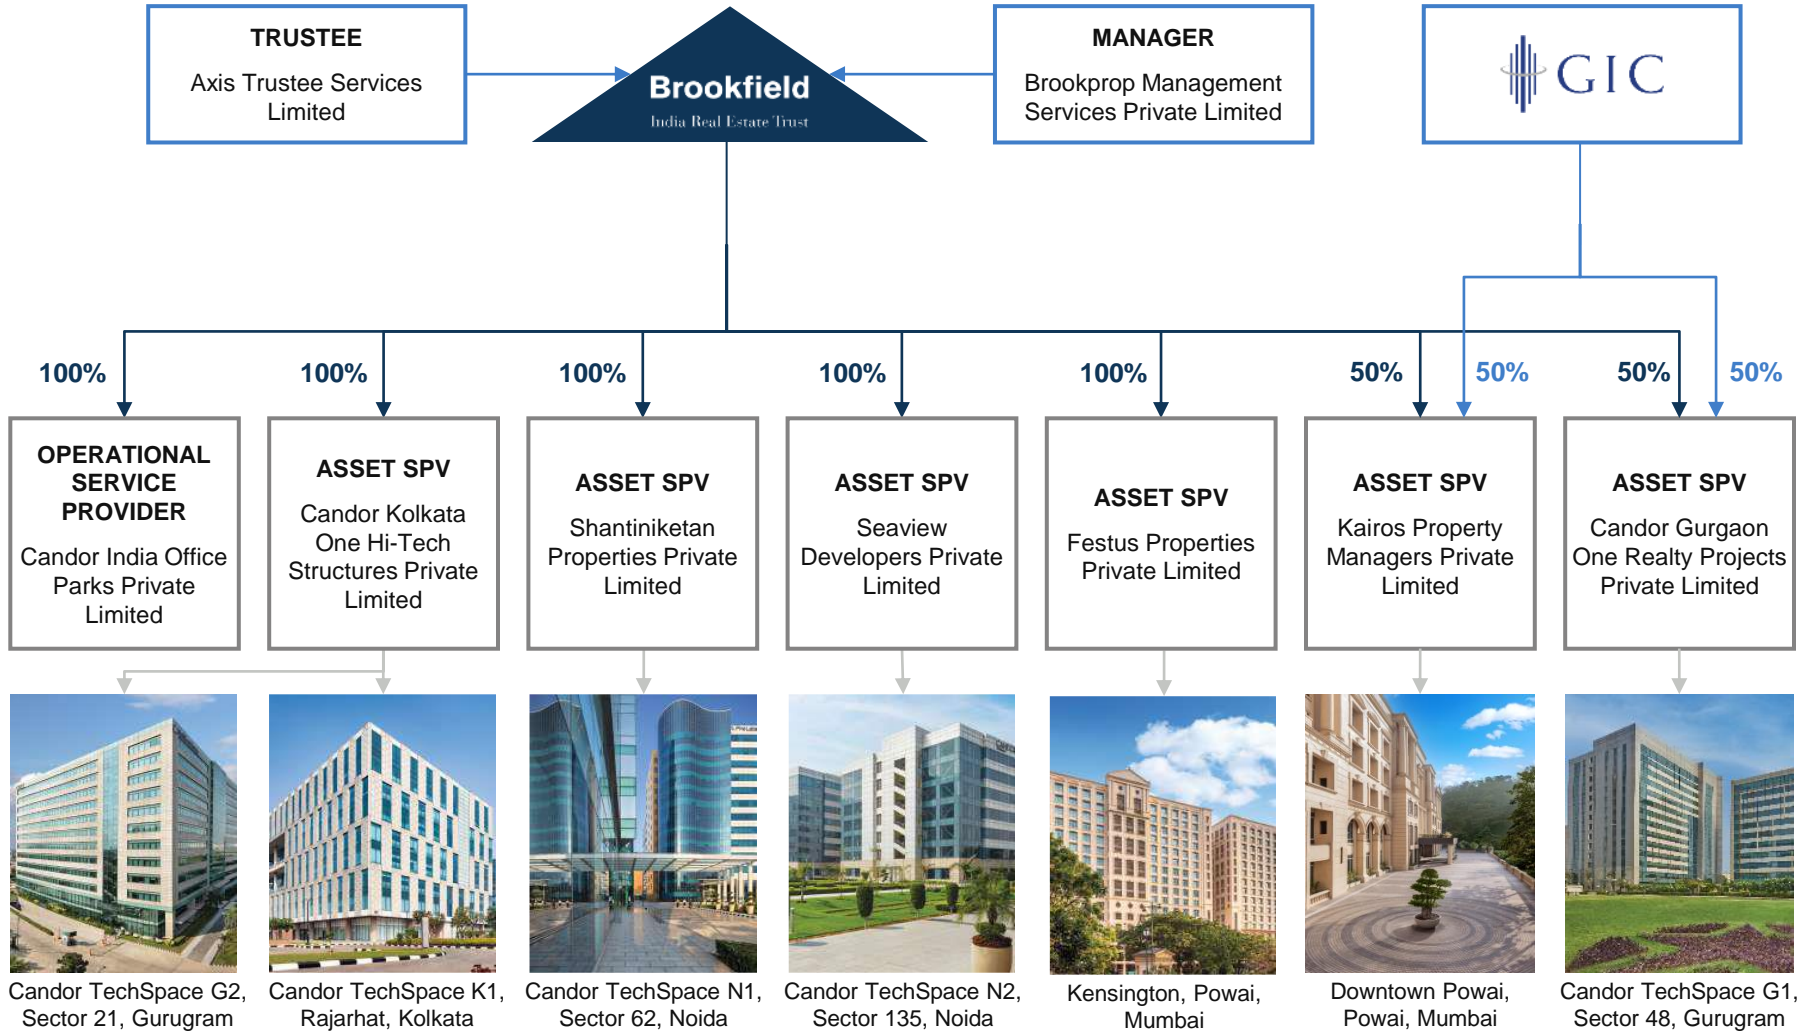 TRUSTEE
Axis Trustee Services
Limited
Brookfield
India Real Estate Trust
MANAGER
Brookprop Management
Services Private Limited
GIC
100%
100%
100%
100%
100%
50%
50%
50%
50%
OPERATIONAL
SERVICE
PROVIDER
Candor India Office
Parks Private
Limited
ASSET SPV
Candor Kolkata
One Hi-Tech
Structures Private
Limited
ASSET SPV
Shantiniketan
Properties Private
Limited
ASSET SPV
Seaview
Developers Private
Limited
ASSET SPV
Festus Properties
Private Limited
ASSET SPV
Kairos Property
Managers Private
Limited
ASSET SPV
Candor Gurgaon
One Realty Projects
Private Limited
Candor TechSpace G2,
Sector 21, Gurugram
Candor TechSpace K1,
Rajarhat, Kolkata
Candor TechSpace N1,
Sector 62, Noida
Candor TechSpace N2,
Sector 135, Noida
Kensington, Powai,
Mumbai
Downtown Powai,
Powai, Mumbai
Candor TechSpace G1,
Sector 48, Gurugram